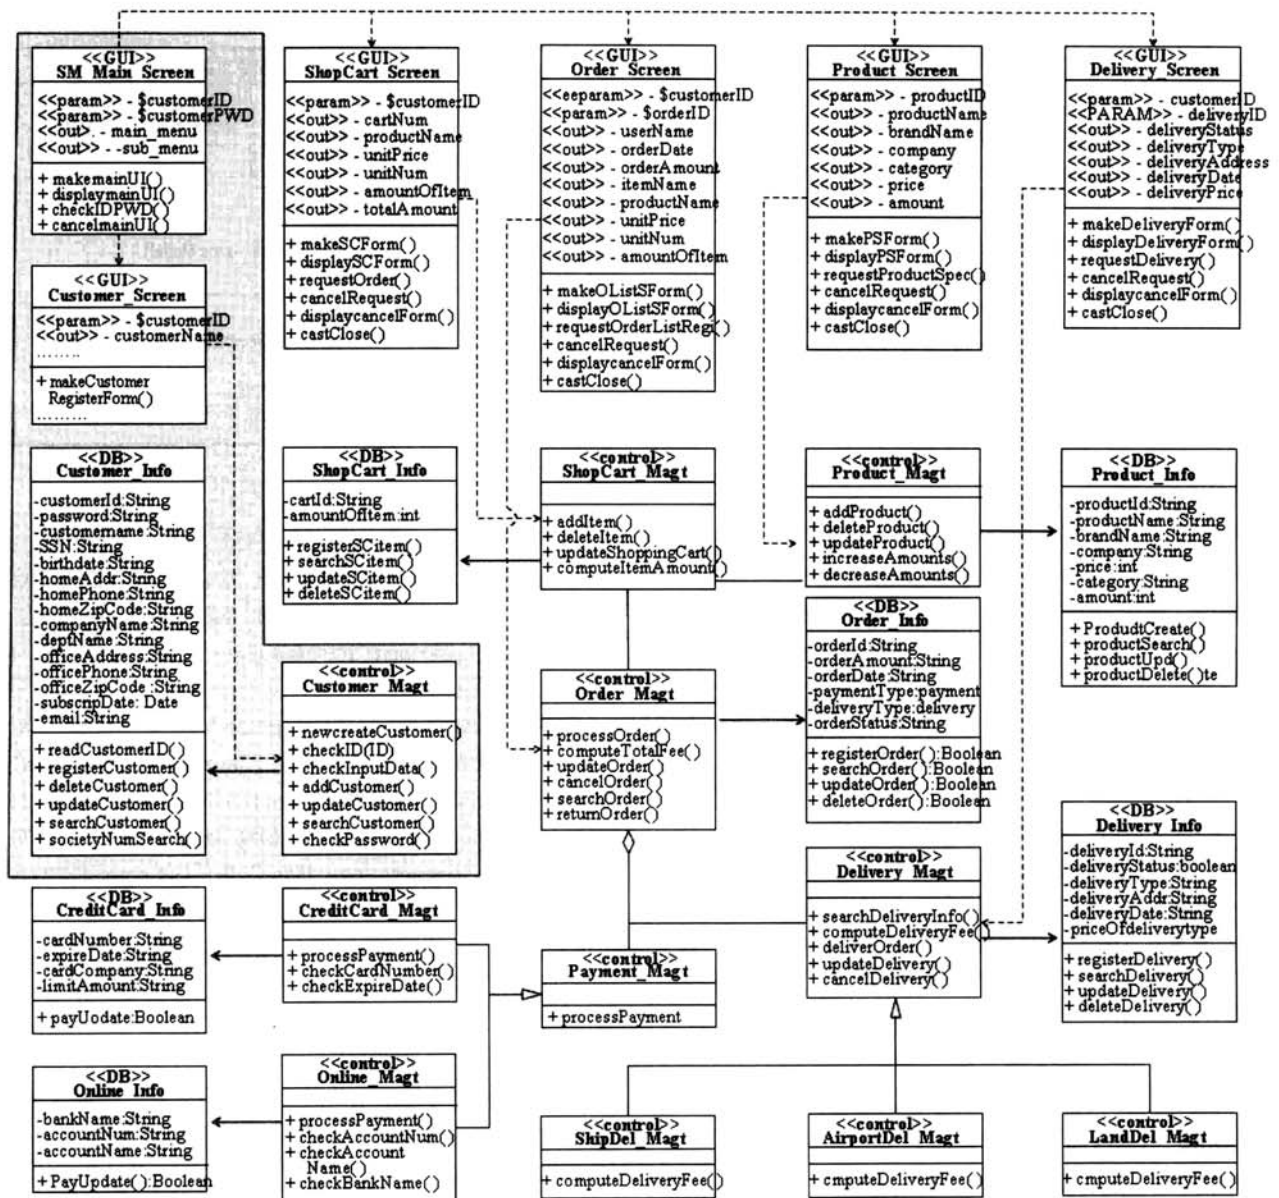 <<GUI>>
SM_Main_Screen
<<param>> - $customerID
<<param>> - $customerPWD
<<out>. - main_menu
<<out>> - -sub_menu
+ makemainUI()
+ displaymainUI()
+ checkIDPWD()
+ cancelmainUI()
<<GUI>>
ShopCart_Screen
<<param>> - $customerID
<<out>> - cartNum
<<out>> - productName
<<out>> - unitPrice
<<out>> - unitNum
<<out>> - amountOfItem
<<out>> - totalAmount
+ makeSCForm()
+ displaySCForm()
+ requestOrder()
+ cancelRequest()
+ displaycancelForm()
+ castClose()
<<GUI>>
Order_Screen
<<eeparam>> - $customerID
<<param>> - $orderID
<<out>> - userName
<<out>> - orderDate
<<out>> - orderAmount
<<out>> - itemName
<<out>> - productName
<<out>> - unitPrice
<<out>> - unitNum
<<out>> - amountOfItem
+ makeOListSForm()
+ displayOListSForm()
+ requestOrderListRegi()
+ cancelRequest()
+ displaycancelForm()
+ castClose()
<<GUI>>
Product_Screen
<<param>> - productID
<<out>> - productName
<<out>> - brandName
<<out>> - company
<<out>> - category
<<out>> - price
<<out>> - amount
+ makePSForm()
+ displayPSForm()
+ requestProductSpec()
+ cancelRequest()
+ displaycancelForm()
+ castClose()
<<GUI>>
Delivery_Screen
<<param>> - customerID
<<PARAM>> - deliveryID
<<out>> - deliveryStatus
<<out>> - deliveryType
<<out>> - deliveryAddress
<<out>> - deliveryDate
<<out>> - deliveryPrice
+ makeDeliveryForm()
+ displayDeliveryForm()
+ requestDelivery()
+ cancelRequest()
+ displaycancelForm()
+ castClose()
<<GUI>>
Customer_Screen
<<param>> - $customerID
<<out>> - customerName
........
+ makeCustomer
RegisterForm()
.........
<<DB>>
Customer_Info
-customerId:String
-password:String
-customername:String
-SSN:String
-birthdate:String
-homeAddr:String
-homePhone:String
-homeZipCode:String
-companyName:String
-deptName:String
-officeAddress:String
-officePhone:String
-officeZipCode :String
-subscripDate: Date
-email:String
+ readCustomerID()
+ registerCustomer()
+ deleteCustomer()
+ updateCustomer()
+ searchCustomer()
+ societyNumSearch()
<<DB>>
ShopCart_Info
-cartId:String
-amountOfItem:int
+ registerSCitem()
+ searchSCitem()
+ updateSCitem()
+ deleteSCitem()
<<control>>
ShopCart_Magt
+ addItem()
+ deleteItem()
+ updateShoppingCart()
+ computeItemAmount()
<<control>>
Product_Magt
+ addProduct()
+ deleteProduct()
+ updateProduct()
+ increaseAmounts()
+ decreaseAmounts()
<<DB>>
Product_Info
-productId:String
-productName:String
-brandName:String
-company:String
-price:int
-category:String
-amount:int
+ ProdudtCreate()
+ productSearch()
+ productUpd()
+ productDelete()te
<<control>>
Customer_Magt
+ newcreateCustomer()
+ checkID(ID)
+ checkInputData()
+ addCustomer()
+ updateCustomer()
+ searchCustomer()
+ checkPassword()
<<control>>
Order_Magt
+ processOrder()
+ computeTotalFee()
+ updateOrder()
+ cancelOrder()
+ searchOrder()
+ returnOrder()
<<DB>>
Order_Info
-orderId:String
-orderAmount:String
-orderDate:String
-paymentType:payment
-deliveryType:delivery
-orderStatus:String
+ registerOrder():Boolean
+ searchOrder():Boolean
+ updateOrder():Boolean
+ deleteOrder():Boolean
<<DB>>
Delivery_Info
-deliveryId:String
-deliveryStatus:boolean
-deliveryType:String
-deliveryAddr:String
-deliveryDate:String
-priceOfdeliverytype
+ registerDelivery()
+ searchDelivery()
+ updateDelivery()
+ deleteDelivery()
<<control>>
Delivery_Magt
+ searchDeliveryInfo()
+ computeDeliveryFee()
+ deliverOrder()
+ updateDelivery()
+ cancelDelivery()
<<DB>>
CreditCard_Info
-cardNumber:String
-expireDate:String
-cardCompany:String
-limitAmount:String
+ payUodate:Boolean
<<control>>
CreditCard_Magt
+ processPayment()
+ checkCardNumber()
+ checkExpireDate()
<<control>>
Payment_Magt
+ processPayment
<<DB>>
Online_Info
-bankName:String
-accountNum:String
-accountName:String
+ PayUpdate():Boolean
<<control>>
Online_Magt
+ processPayment()
+ checkAccountNum()
+ checkAccount
Name()
+ checkBankName()
<<control>>
ShipDel_Magt
+ computeDeliveryFee()
<<control>>
AirportDel_Magt
+ cmputeDeliveryFee()
<<control>>
LandDel_Magt
+ cmputeDeliveryFee()